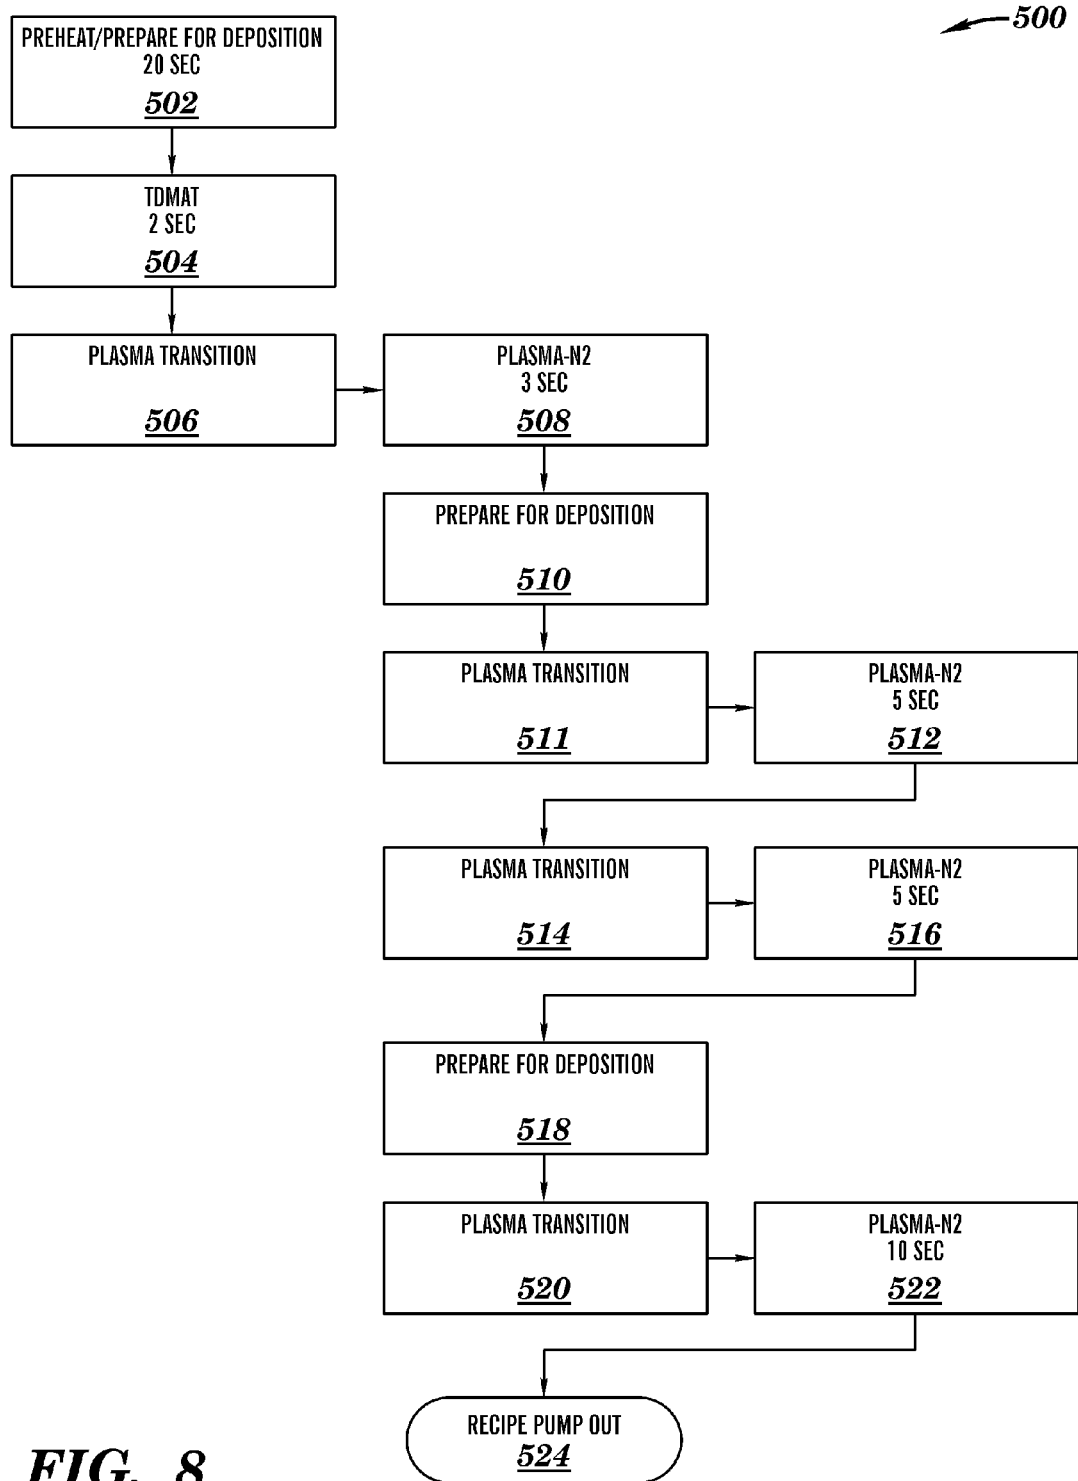 500
PREHEAT/PREPARE FOR DEPOSITION
20 SEC
502
TDMAT
2 SEC
504
PLASMA TRANSITION
506
PLASMA-N2
3 SEC
508
PREPARE FOR DEPOSITION
510
PLASMA TRANSITION
511
PLASMA-N2
5 SEC
512
PLASMA TRANSITION
514
PLASMA-N2
5 SEC
516
PREPARE FOR DEPOSITION
518
PLASMA TRANSITION
520
PLASMA-N2
10 SEC
522
RECIPE PUMP OUT
524
FIG. 8